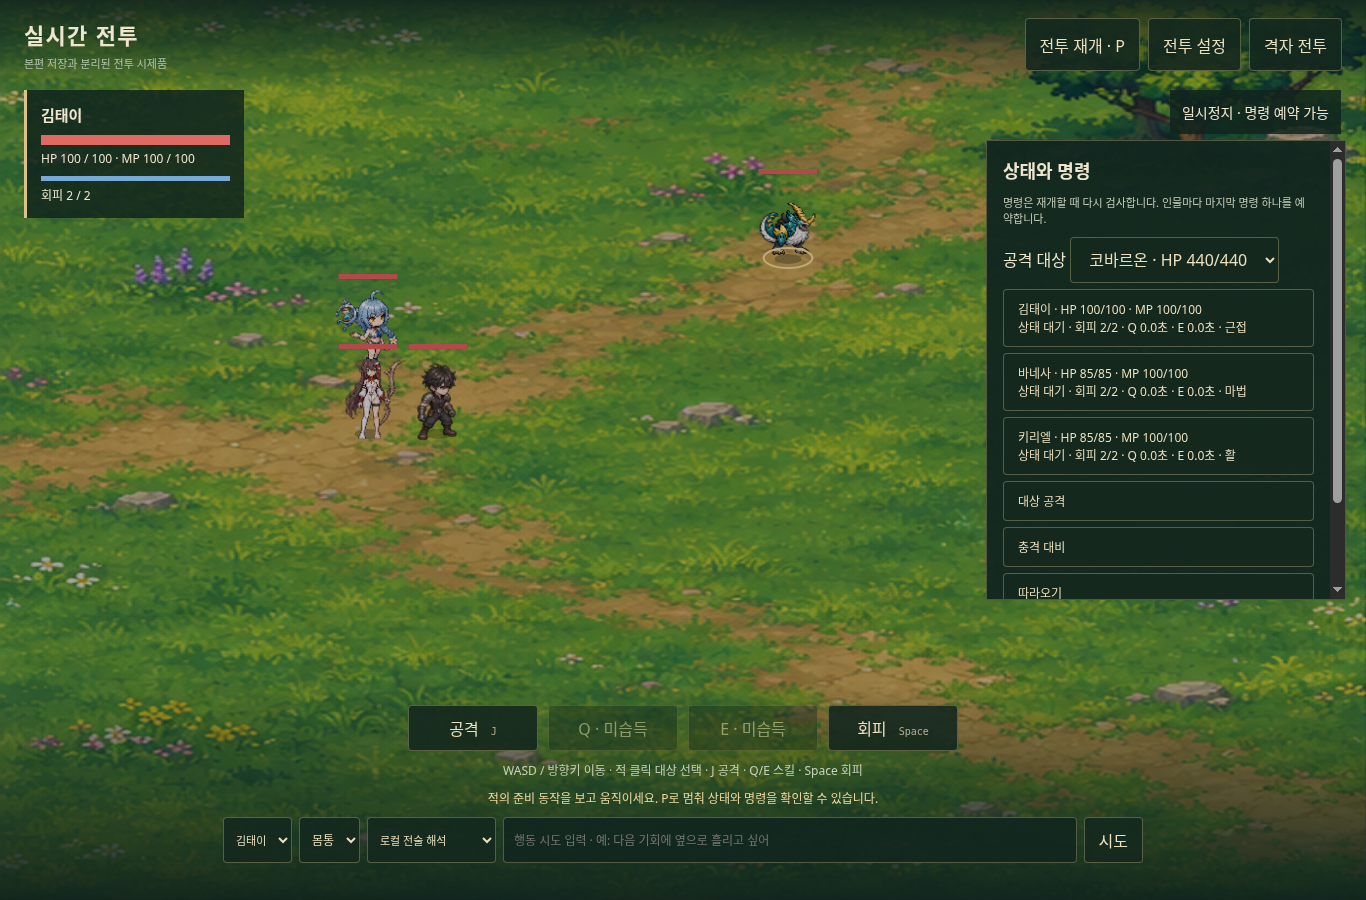 실시간 전투
본편 저장과 분리된 전투 시제품
전투 재개 · P
전투 설정
격자 전투
김태이
HP 100 / 100 · MP 100 / 100
회피 2 / 2
일시정지 · 명령 예약 가능
상태와 명령
명령은 재개할 때 다시 검사합니다. 인물마다 마지막 명령 하나를 예
약합니다.
공격 대상
코바르온 · HP 440/440
김태이 · HP 100/100 · MP 100/100
상태 대기 · 회피 2/2 · Q 0.0초 · E 0.0초 · 근접
바네사 · HP 85/85 · MP 100/100
상태 대기 · 회피 2/2 · Q 0.0초 · E 0.0초 · 마법
키리엘 · HP 85/85 · MP 100/100
상태 대기 · 회피 2/2 · Q 0.0초 · E 0.0초 · 활
대상 공격
충격 대비
따라오기
공격 J
Q · 미습득
E · 미습득
회피 Space
WASD / 방향키 이동 · 적 클릭 대상 선택 · J 공격 · Q/E 스킬 · Space 회피
적의 준비 동작을 보고 움직이세요. P로 멈춰 상태와 명령을 확인할 수 있습니다.
김태이
몸통
로컬 전술 해석
행동 시도 입력 · 예: 다음 기회에 옆으로 흘리고 싶어
시도